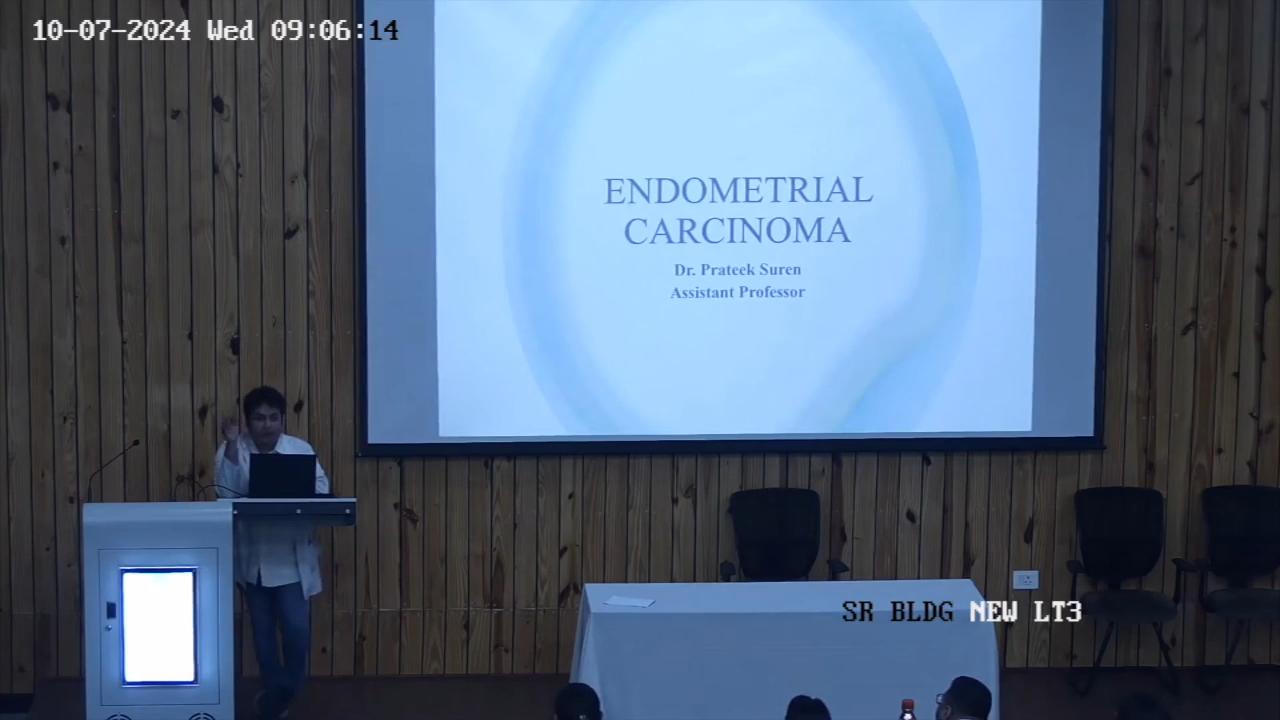 10-07-2024 Wed 09:06:14
ENDOMETRIAL
CARCINOMA
Dr. Prateek Suren
Assistant Professor
SR BLDG NEW LT3